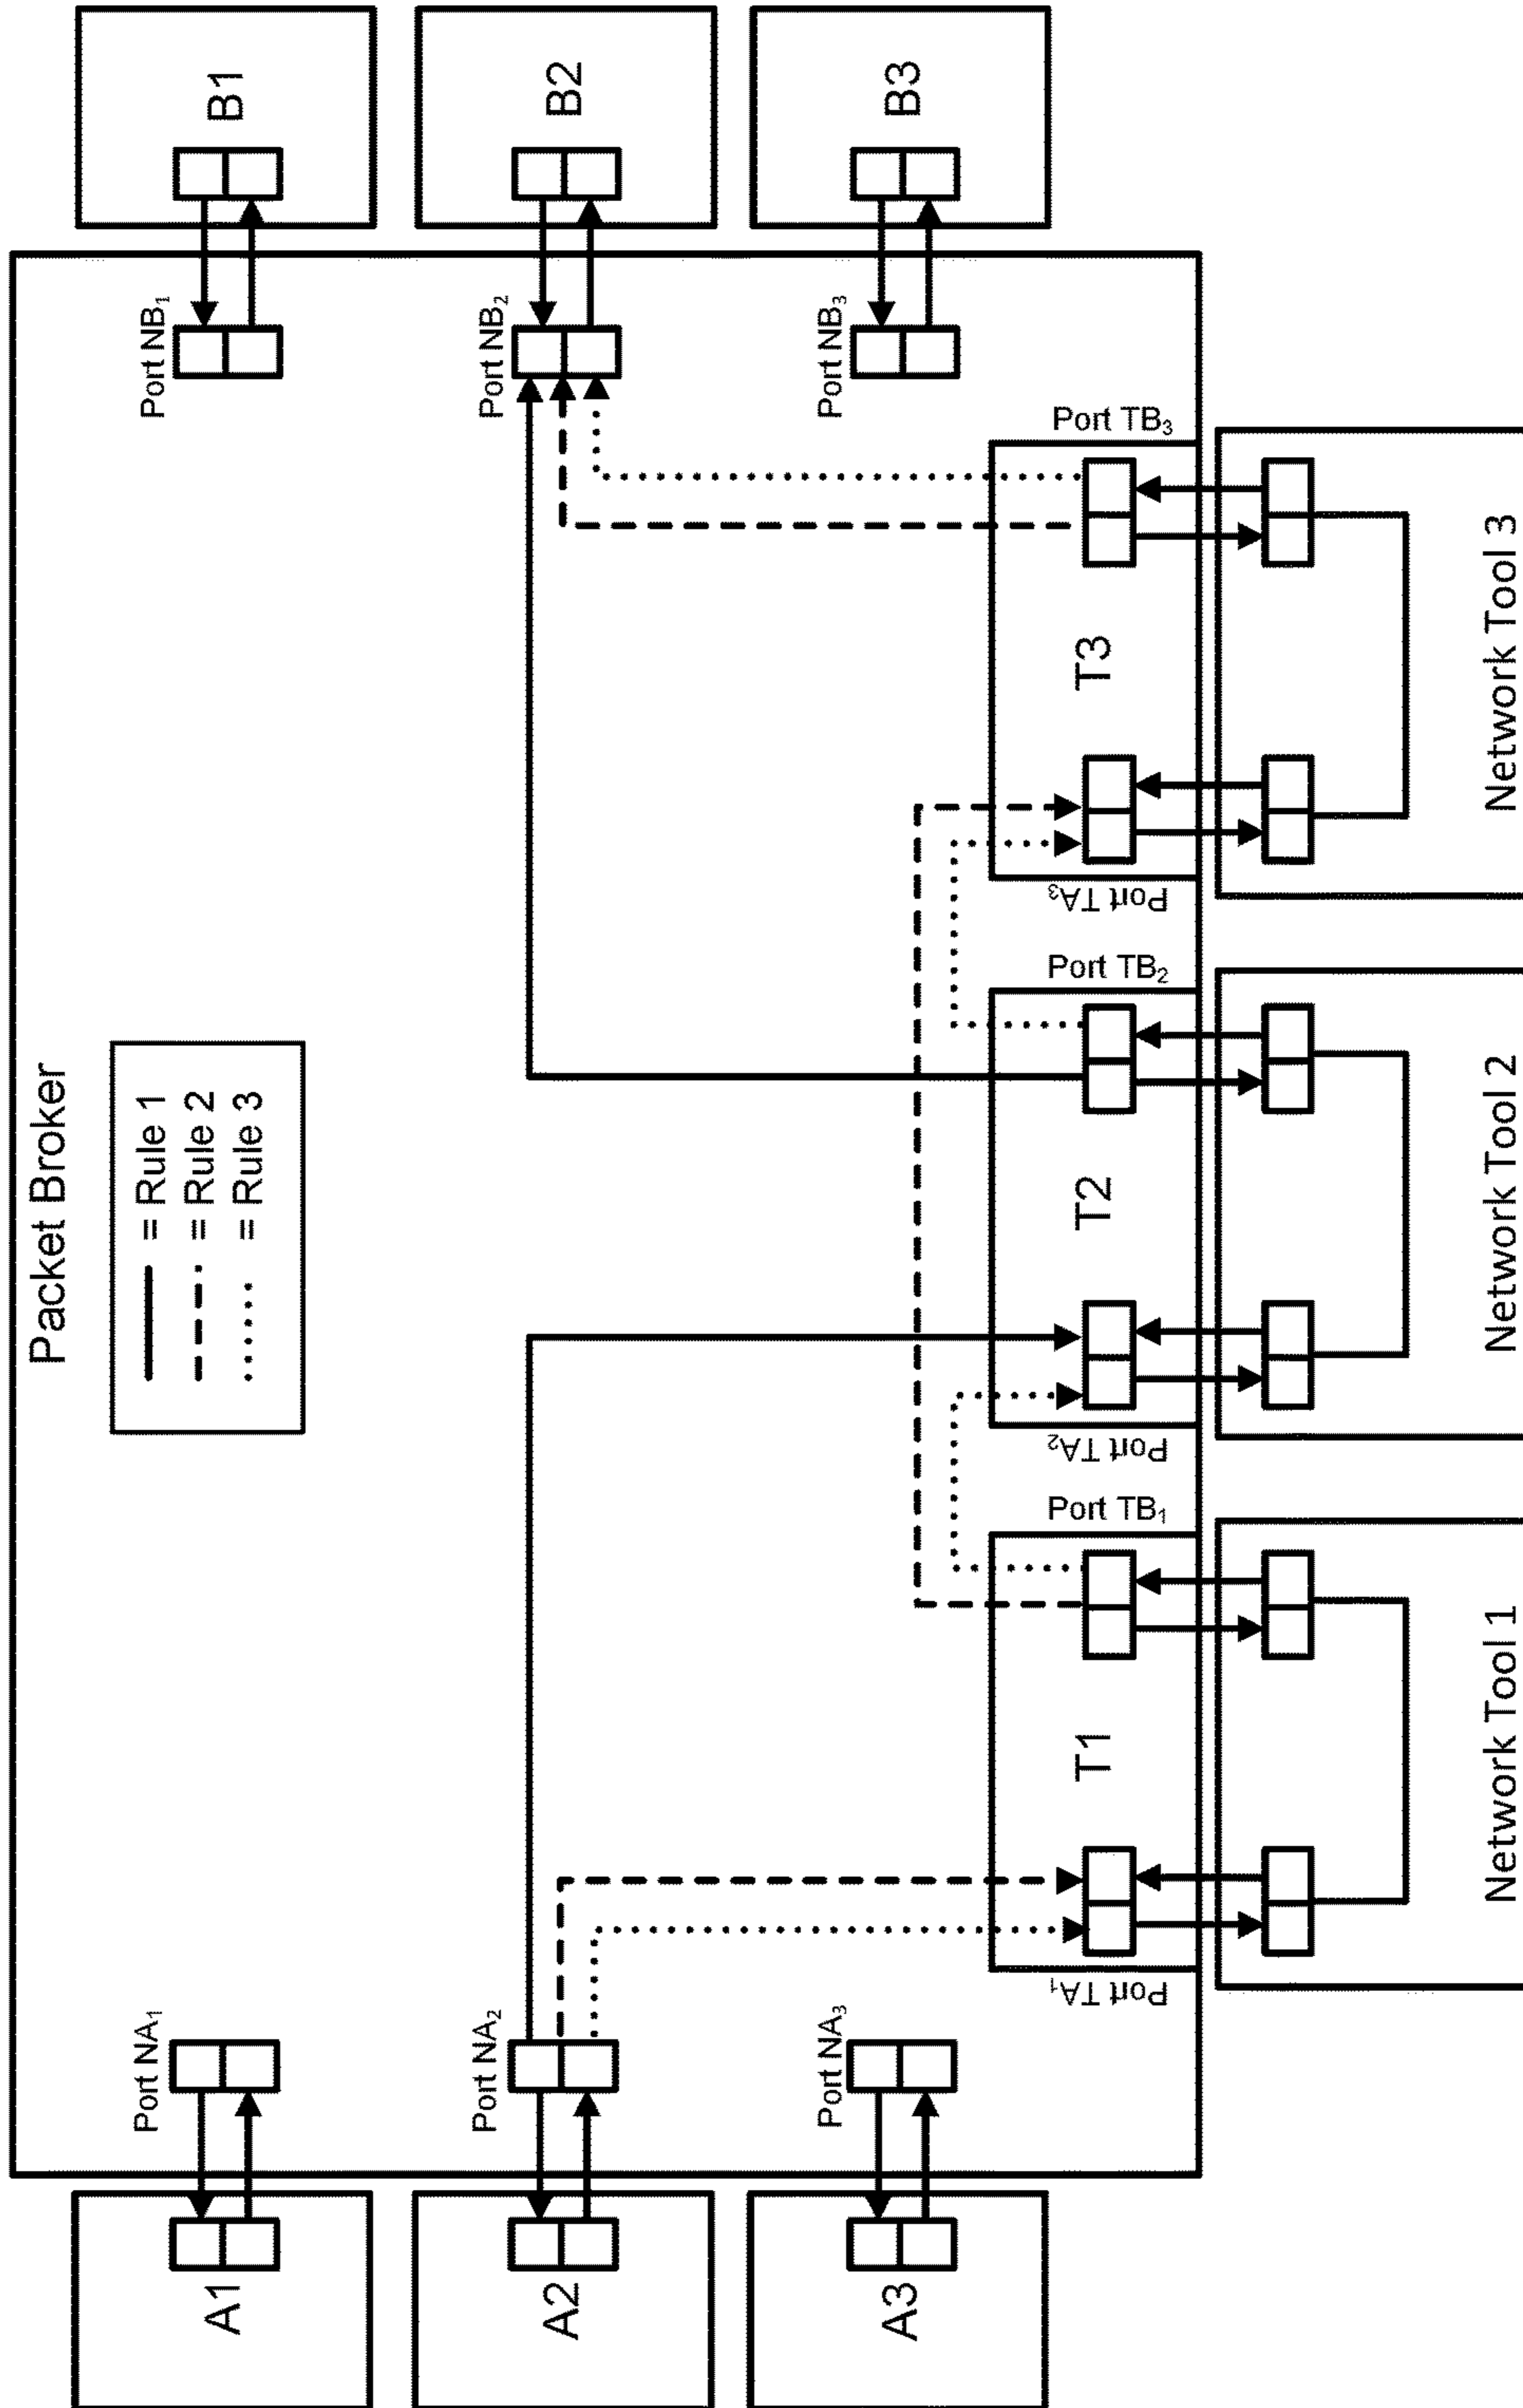 Packet Broker
= Rule 1
= Rule 2
= Rule 3
A1
Port NA₁
Port NB₁
B1
A2
Port NA₂
Port NB₂
B2
A3
Port NA₃
Port NB₃
B3
Port TA₁
T1
Port TB₁
Port TA₂
T2
Port TB₂
Port TA₃
T3
Port TB₃
Network Tool 1
Network Tool 2
Network Tool 3